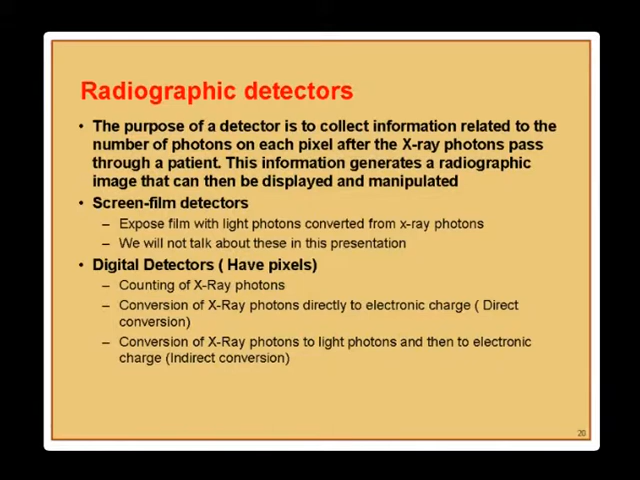 Radiographic detectors
• The purpose of a detector is to collect information related to the
number of photons on each pixel after the X-ray photons pass
through a patient. This information generates a radiographic
image that can then be displayed and manipulated
• Screen-film detectors
– Expose film with light photons converted from x-ray photons
– We will not talk about these in this presentation
• Digital Detectors ( Have pixels)
– Counting of X-Ray photons
– Conversion of X-Ray photons directly to electronic charge ( Direct
conversion)
– Conversion of X-Ray photons to light photons and then to electronic
charge (Indirect conversion)
20